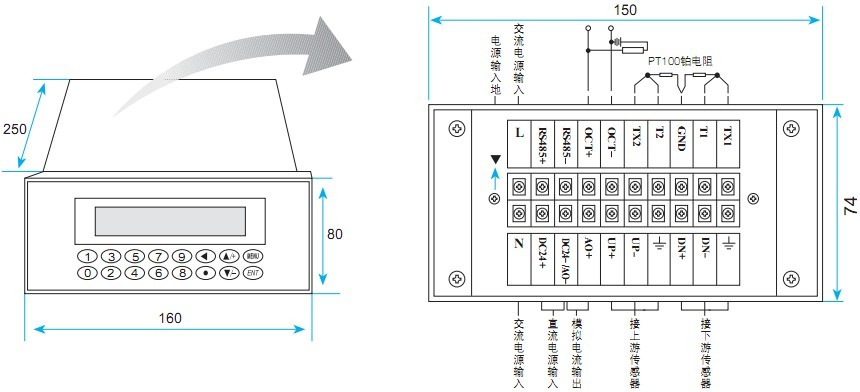 150
电源输入地
交流电源输入
PT100铂电阻
250
L
RS485+
RS485-
OCT+
OCT-
TX2
T2
GND
T1
TX1
74
80
1 3 5 7 9 ◀ ▲/+ MENU
0 2 4 6 8 • ▼/- ENT
N
DC24+
DC24-/AO-
AO+
UP+
UP-
DN+
DN-
160
交流电源输入
直流电源输入
模拟电流输出
接上游传感器
接下游传感器